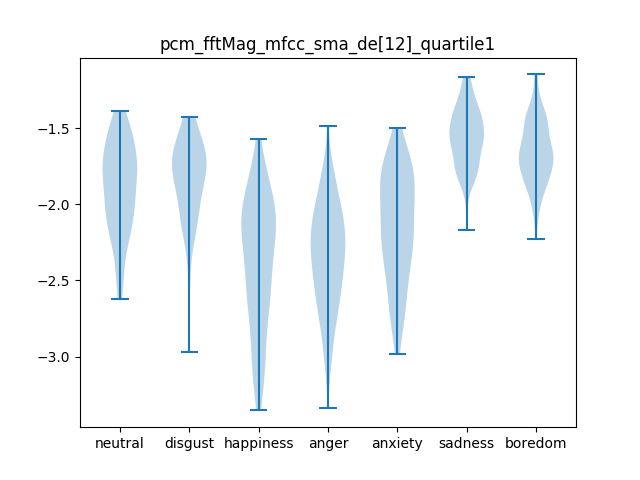 pcm_fftMag_mfcc_sma_de[12]_quartile1
−1.5
−2.0
−2.5
−3.0
neutral disgust happiness anger anxiety sadness boredom